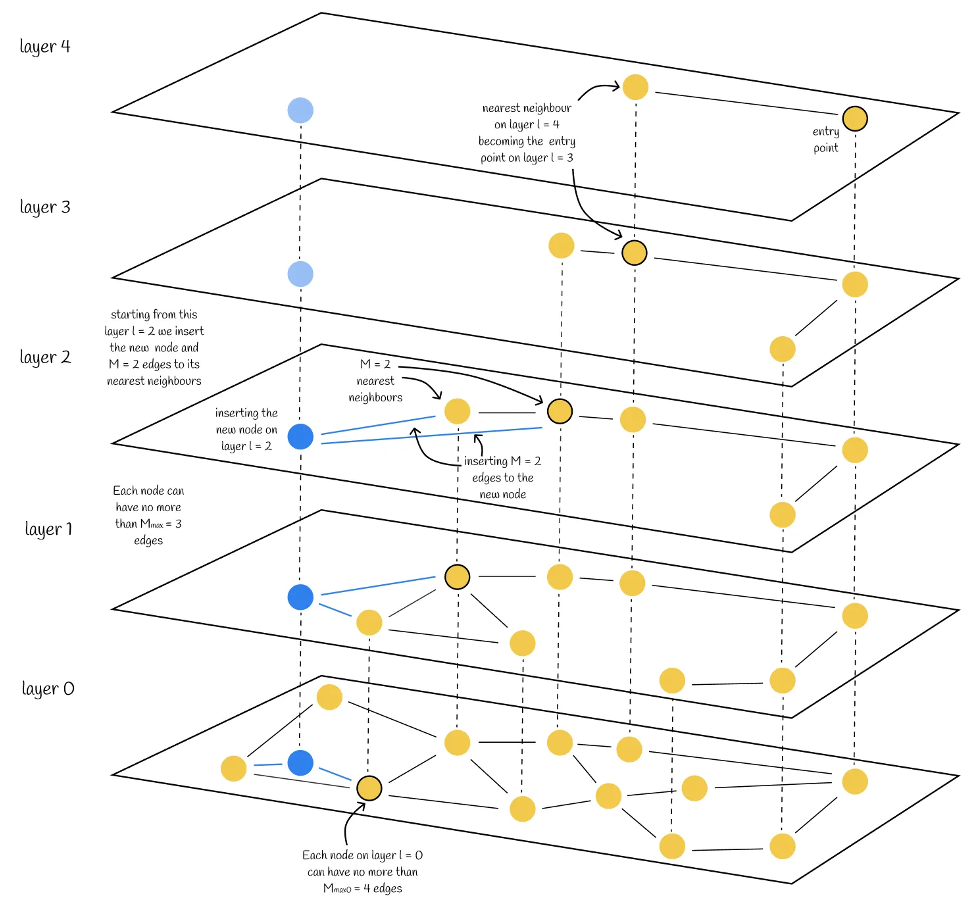 layer 4
nearest neighbour
on layer l = 4
becoming the entry
point on layer l = 3
entry
point
layer 3
starting from this
layer l = 2 we insert
the new node and
M = 2 edges to its
nearest neighbours
layer 2
M = 2
nearest
neighbours
inserting the
new node on
layer l = 2
inserting M = 2
edges to the
new node
Each node can
have no more
than Mmax = 3
edges
layer 1
layer 0
Each node on layer l = 0
can have no more than
Mmax0 = 4 edges